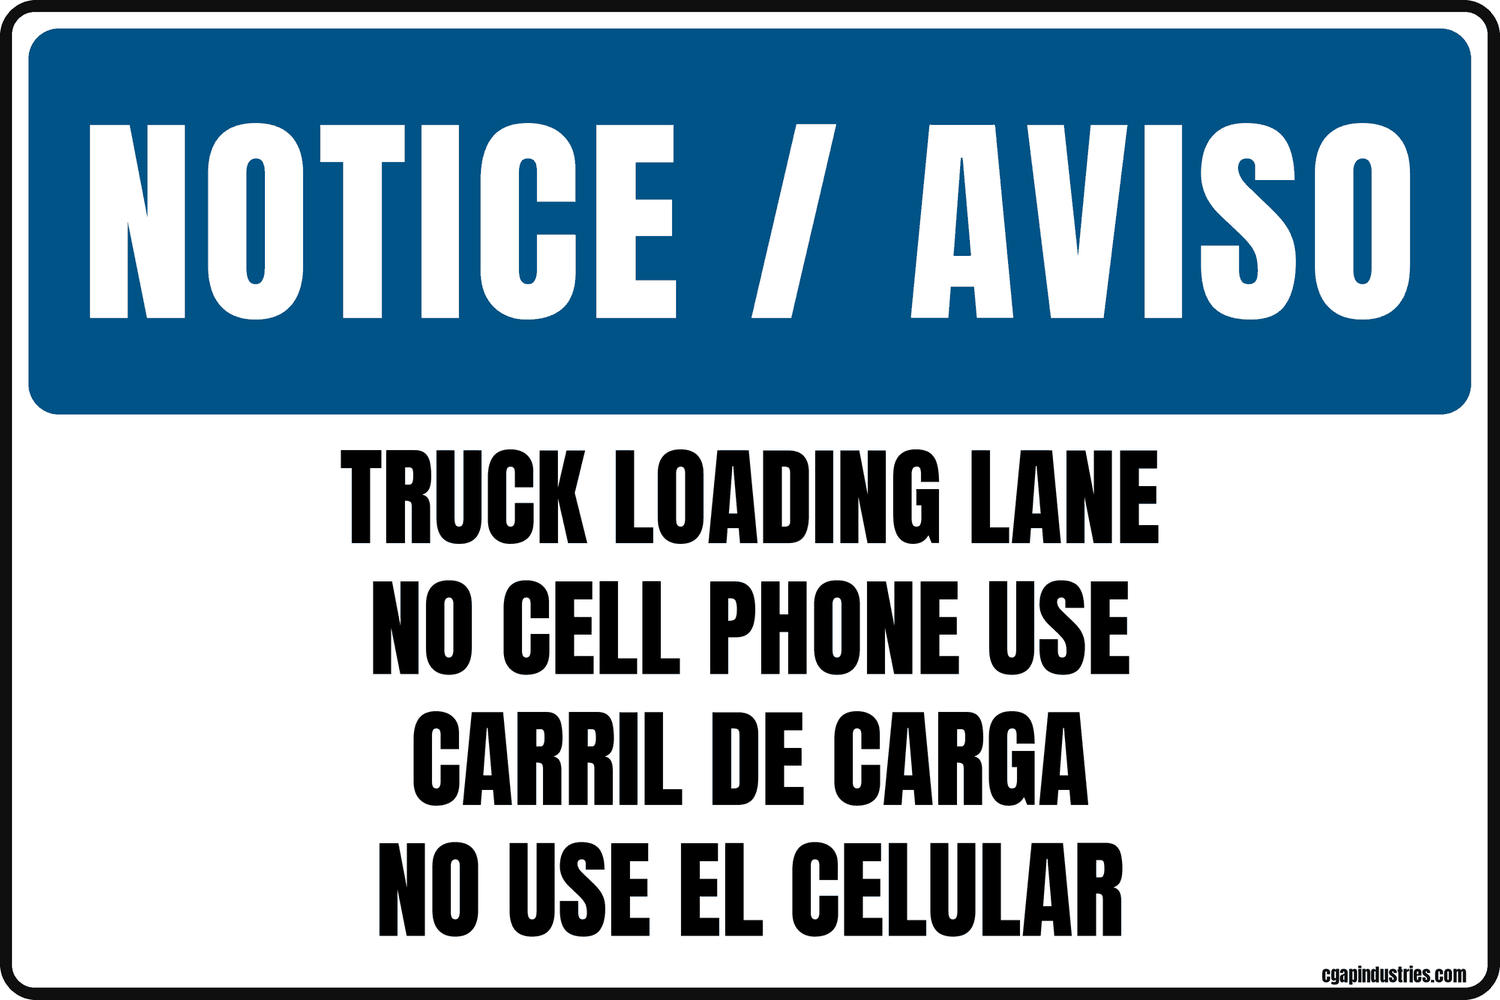 NOTICE / AVISO
TRUCK LOADING LANE
NO CELL PHONE USE
CARRIL DE CARGA
NO USE EL CELULAR
cgapindustries.com